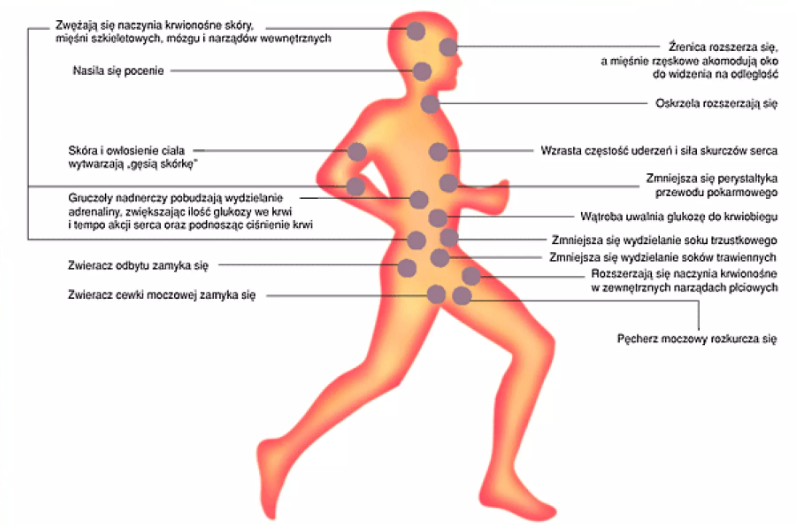 Zwężają się naczynia krwionośne skóry,
mięśni szkieletowych, mózgu i narządów wewnętrznych
Nasila się pocenie
Skóra i owłosienie ciała
wytwarzają „gęsią skórkę”
Gruczoły nadnerczy pobudzają wydzielanie
adrenaliny, zwiększając ilość glukozy we krwi
i tempo akcji serca oraz podnosząc ciśnienie krwi
Zwieracz odbytu zamyka się
Zwieracz cewki moczowej zamyka się
Źrenica rozszerza się,
a mięśnie rzęskowe akomodują oko
do widzenia na odległość
Oskrzela rozszerzają się
Wzrasta częstość uderzeń i siła skurczów serca
Zmniejsza się perystaltyka
przewodu pokarmowego
Wątroba uwalnia glukozę do krwiobiegu
Zmniejsza się wydzielanie soku trzustkowego
Zmniejsza się wydzielanie soków trawiennych
Rozszerzają się naczynia krwionośne
w zewnętrznych narządach płciowych
Pęcherz moczowy rozkurcza się